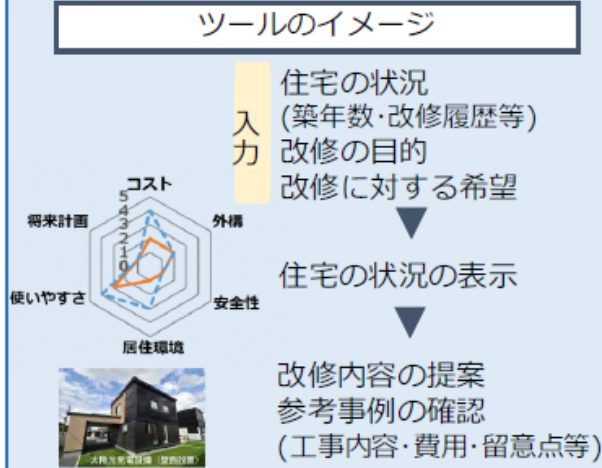 ツールのイメージ
入力
住宅の状況
(築年数･改修履歴等)
改修の目的
改修に対する希望
コスト
5
4
3
2
1
0
将来計画
外構
使いやすさ
安全性
居住環境
住宅の状況の表示
改修内容の提案
参考事例の確認
(工事内容･費用･留意点等)
太陽光発電設備(壁面設置)